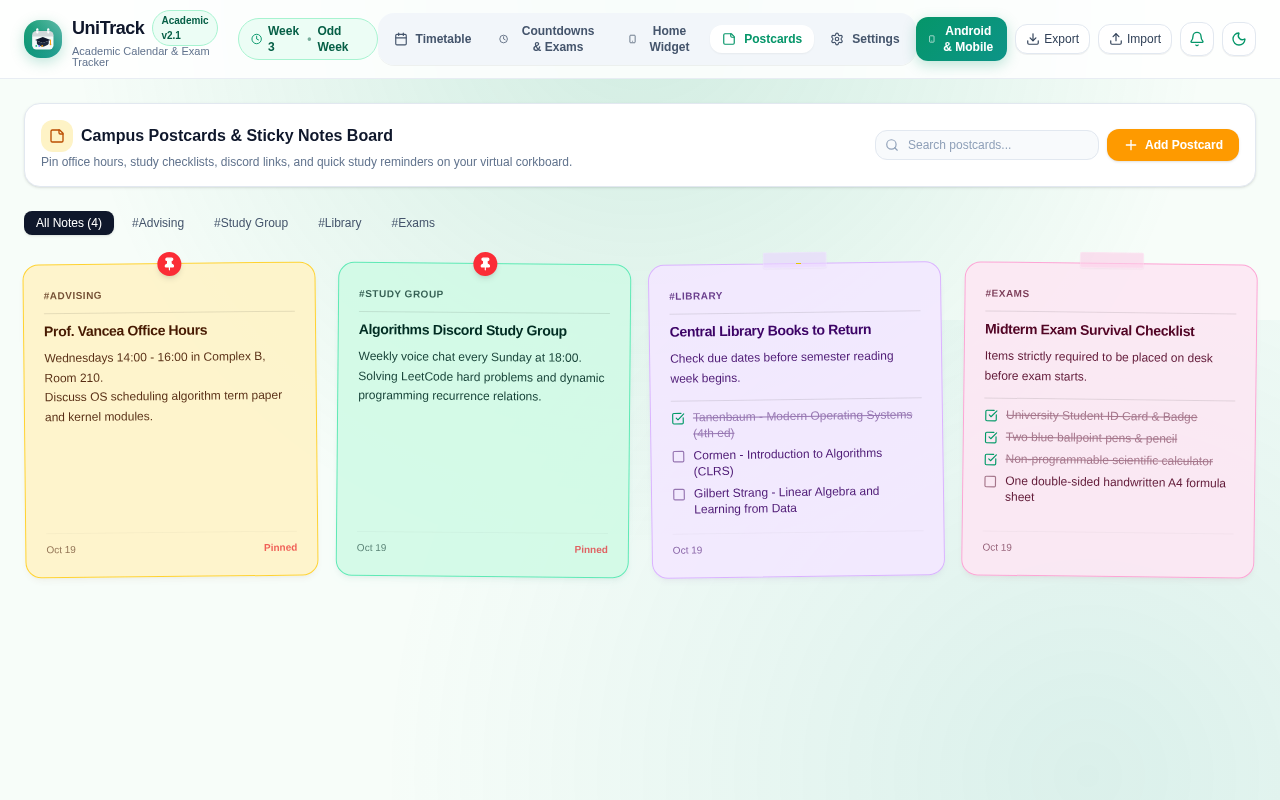 UniTrack
Academic
v2.1
Academic Calendar & Exam
Tracker
Week
3
•
Odd
Week
Timetable
Countdowns
& Exams
Home
Widget
Postcards
Settings
Android
& Mobile
Export
Import
Campus Postcards & Sticky Notes Board
Pin office hours, study checklists, discord links, and quick study reminders on your virtual corkboard.
Search postcards...
Add Postcard
All Notes (4)
#Advising
#Study Group
#Library
#Exams
#ADVISING
Prof. Vancea Office Hours
Wednesdays 14:00 - 16:00 in Complex B,
Room 210.
Discuss OS scheduling algorithm term paper
and kernel modules.
Oct 19
Pinned
#STUDY GROUP
Algorithms Discord Study Group
Weekly voice chat every Sunday at 18:00.
Solving LeetCode hard problems and dynamic
programming recurrence relations.
Oct 19
Pinned
#LIBRARY
Central Library Books to Return
Check due dates before semester reading
week begins.
Tanenbaum - Modern Operating Systems
(4th ed)
Cormen - Introduction to Algorithms
(CLRS)
Gilbert Strang - Linear Algebra and
Learning from Data
Oct 19
#EXAMS
Midterm Exam Survival Checklist
Items strictly required to be placed on desk
before exam starts.
University Student ID Card & Badge
Two blue ballpoint pens & pencil
Non-programmable scientific calculator
One double-sided handwritten A4 formula
sheet
Oct 19